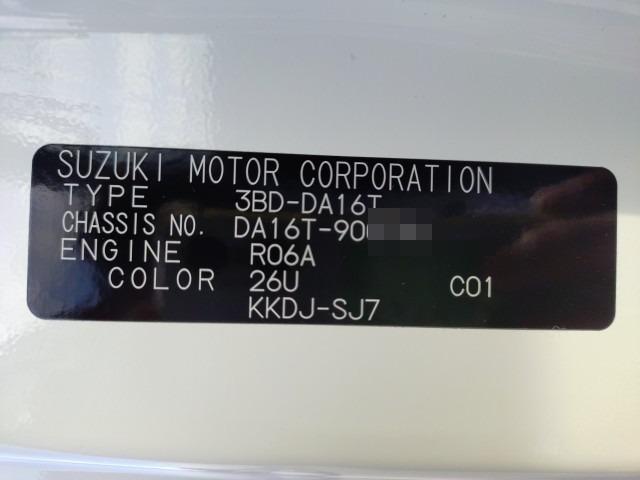 SUZUKI MOTOR CORPORATION
TYPE 3BD-DA16T
CHASSIS NO. DA16T-90
ENGINE R06A
COLOR 26U C01
KKDJ-SJ7